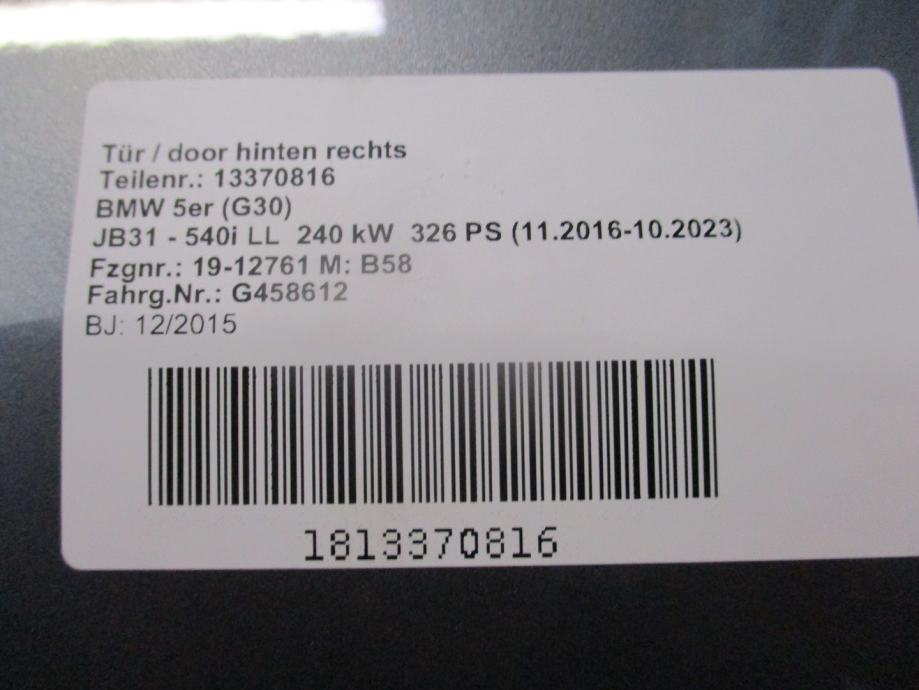 Tür / door hinten rechts
Teilenr.: 13370816
BMW 5er (G30)
JB31 - 540i LL  240 kW  326 PS (11.2016-10.2023)
Fzgnr.: 19-12761 M: B58
Fahrg.Nr.: G458612
BJ: 12/2015
1813370816